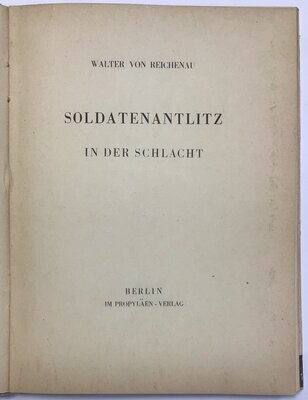 WALTER VON REICHENAU
SOLDATENANTLITZ
IN DER SCHLACHT
BERLIN
IM PROPYLÄEN-VERLAG